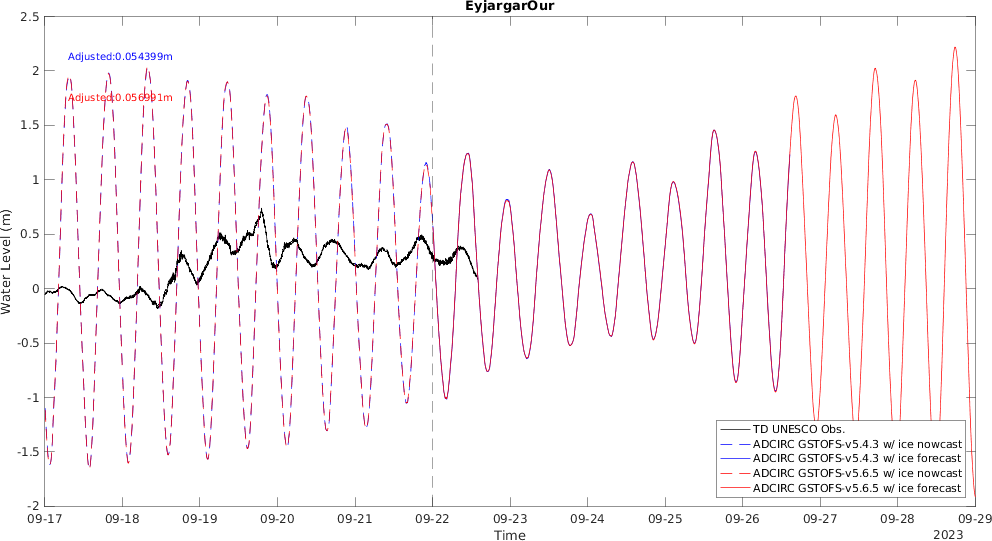 EyjargarOur
Adjusted:0.054399m
Adjusted:0.056991m
Water Level (m)
2.5
2
1.5
1
0.5
0
-0.5
-1
-1.5
-2
TD UNESCO Obs.
ADCIRC GSTOFS-v5.4.3 w/ ice nowcast
ADCIRC GSTOFS-v5.4.3 w/ ice forecast
ADCIRC GSTOFS-v5.6.5 w/ ice nowcast
ADCIRC GSTOFS-v5.6.5 w/ ice forecast
09-17 09-18 09-19 09-20 09-21 09-22 09-23 09-24 09-25 09-26 09-27 09-28 09-29
Time
2023